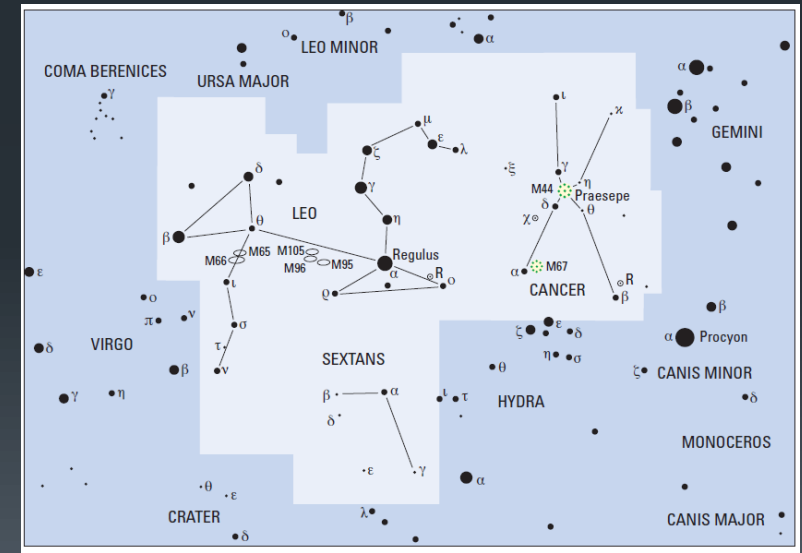 β
ο LEO MINOR α
COMA BERENICES URSA MAJOR α
γ ι ϰ β
μ GEMINI
ζ ε λ
δ ξ γ
γ M44 η
Praesepe
LEO δ θ
θ η χ
β
M65 M105 Regulus
M66 M96 M95 α R M67 R
ε ι ϱ ο α CANCER β
ο β
π ν σ ζ ε δ α Procyon
VIRGO τ SEXTANS η σ
δ β ν θ ζ CANIS MINOR
γ η β α ι τ HYDRA δ
δ MONOCEROS
ε γ α
θ
ε
CRATER λ CANIS MAJOR
δ